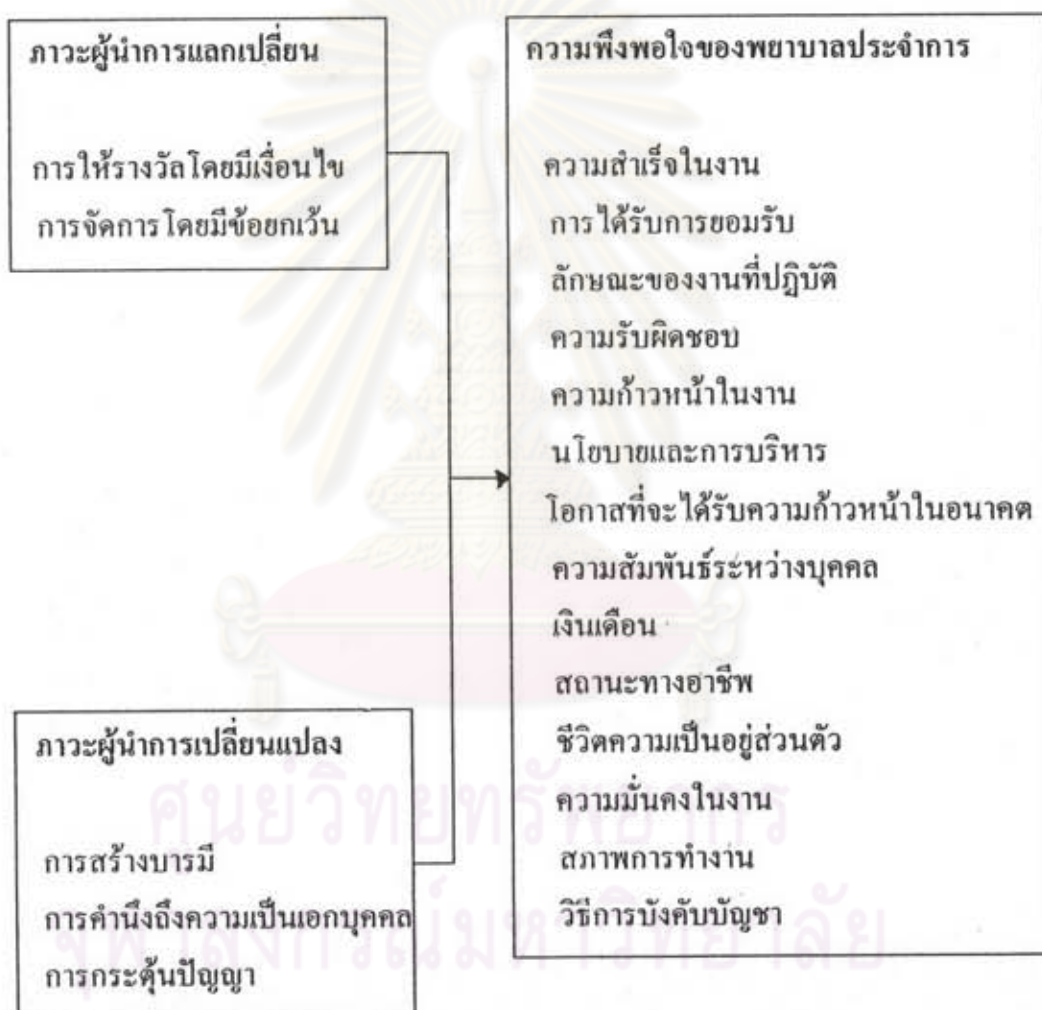 ภาวะผู้นำการแลกเปลี่ยน
การให้รางวัลโดยมีเงื่อนไข
การจัดการโดยมีข้อยกเว้น
ภาวะผู้นำการเปลี่ยนแปลง
การสร้างบารมี
การคำนึงถึงความเป็นเอกบุคคล
การกระตุ้นปัญญา
ความพึงพอใจของพยาบาลประจำการ
ความสำเร็จในงาน
การได้รับการยอมรับ
ลักษณะของงานที่ปฏิบัติ
ความรับผิดชอบ
ความก้าวหน้าในงาน
นโยบายและการบริหาร
โอกาสที่จะได้รับความก้าวหน้าในอนาคต
ความสัมพันธ์ระหว่างบุคคล
เงินเดือน
สถานะทางอาชีพ
ชีวิตความเป็นอยู่ส่วนตัว
ความมั่นคงในงาน
สภาพการทำงาน
วิธีการบังคับบัญชา
ศูนย์วิทยทรัพยากร
จุฬาลงกรณ์มหาวิทยาลัย